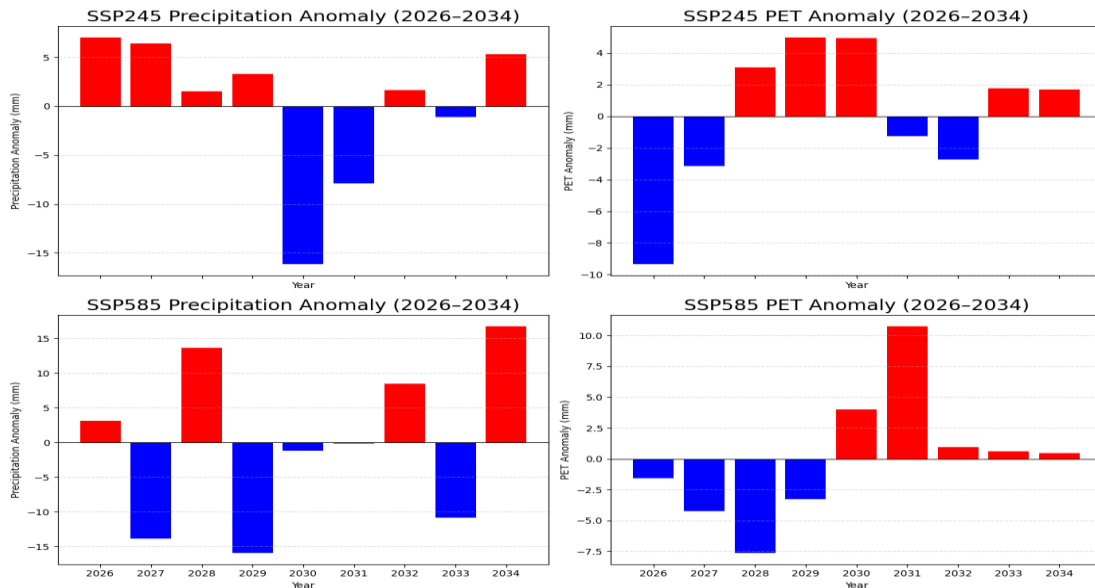 SSP245 Precipitation Anomaly (2026–2034)
Precipitation Anomaly (mm)
5
0
−5
−10
−15
Year
SSP245 PET Anomaly (2026–2034)
PET Anomaly (mm)
4
2
0
−2
−4
−6
−8
−10
Year
SSP585 Precipitation Anomaly (2026–2034)
Precipitation Anomaly (mm)
15
10
5
0
−5
−10
−15
2026 2027 2028 2029 2030 2031 2032 2033 2034
Year
SSP585 PET Anomaly (2026–2034)
PET Anomaly (mm)
10.0
7.5
5.0
2.5
0.0
−2.5
−5.0
−7.5
2026 2027 2028 2029 2030 2031 2032 2033 2034
Year